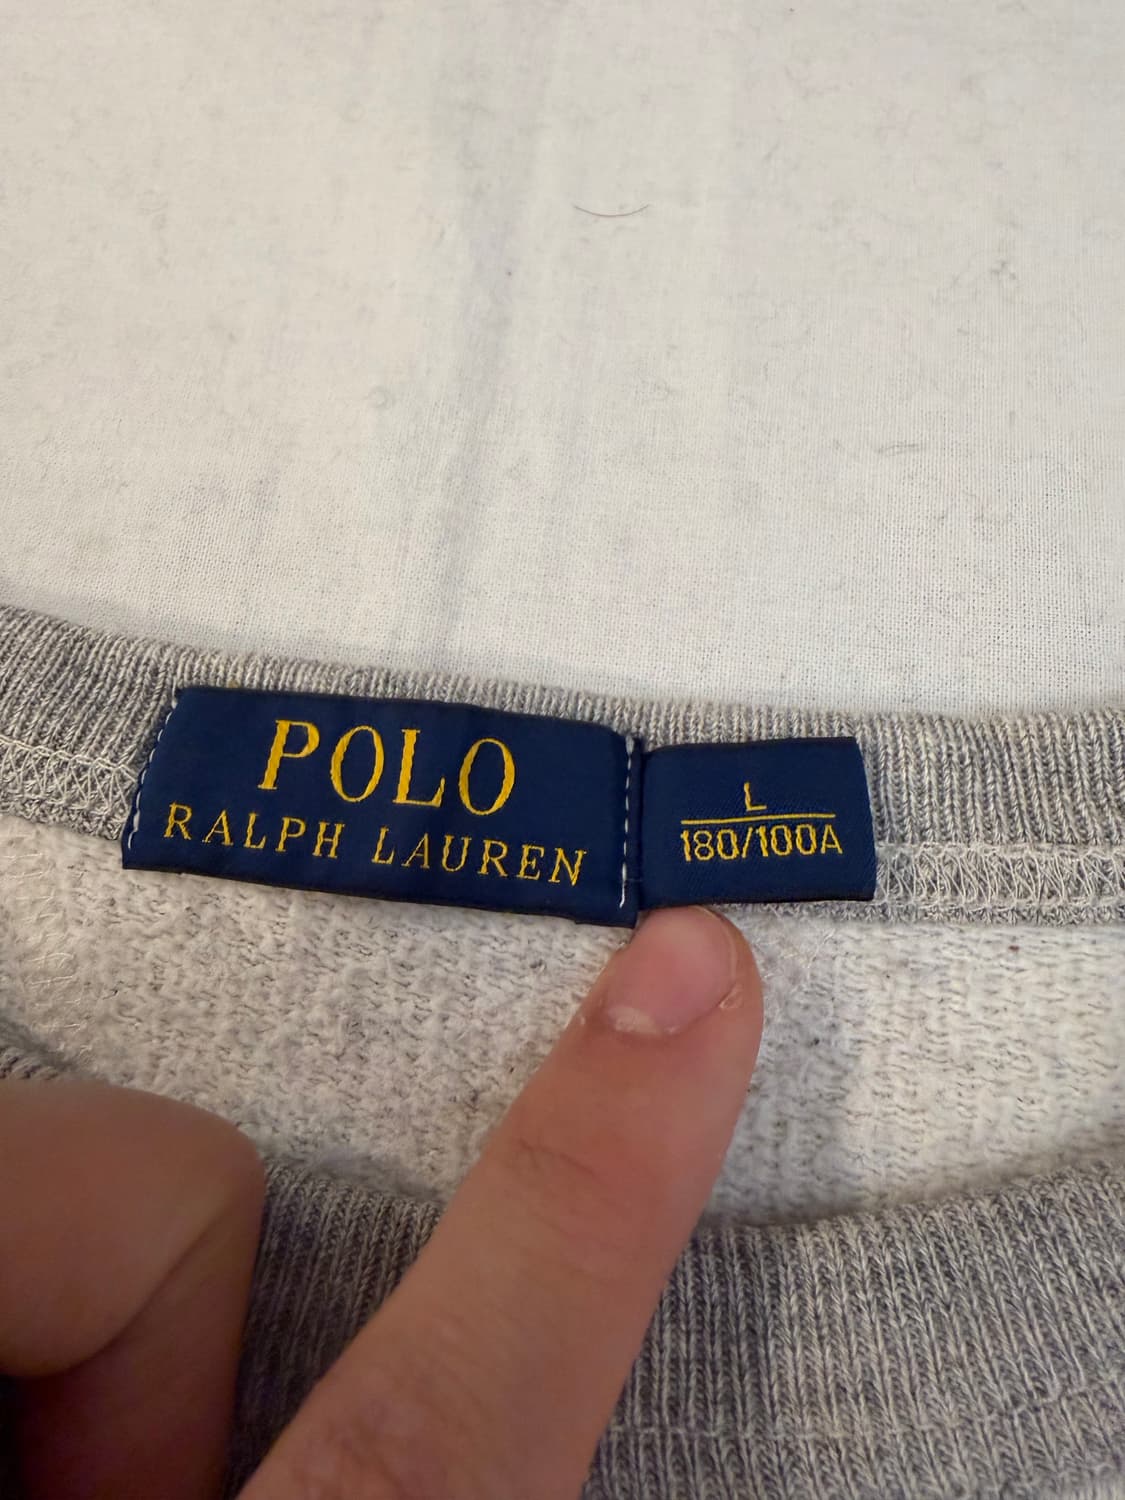 POLO
RALPH LAUREN
L
180/100A